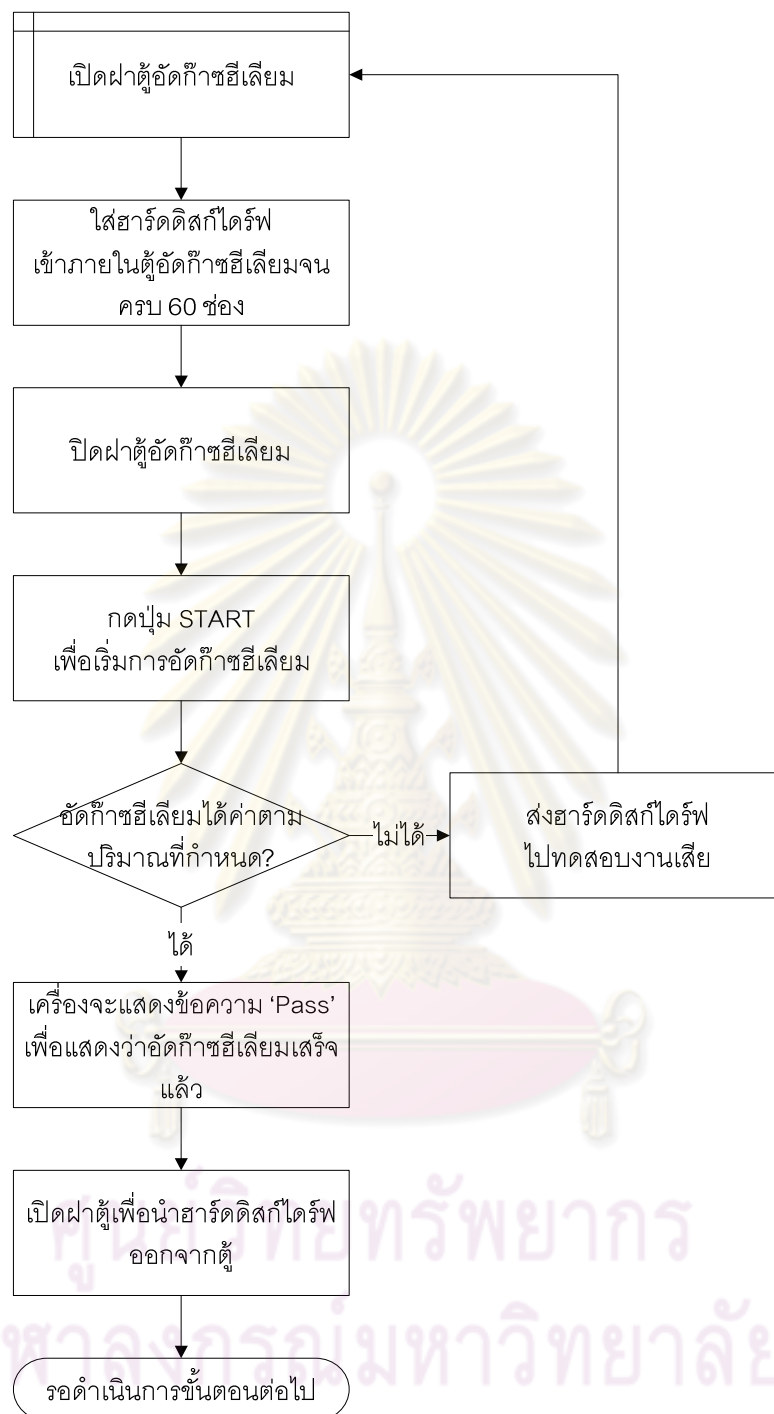 เปิดฝาตู้อัดก๊าซฮีเลียม
ใส่ฮาร์ดดิสก์ไดร์ฟ
เข้าภายในตู้อัดก๊าซฮีเลียมจน
ครบ 60 ช่อง
ปิดฝาตู้อัดก๊าซฮีเลียม
กดปุ่ม START
เพื่อเริ่มการอัดก๊าซฮีเลียม
อัดก๊าซฮีเลียมได้ค่าตาม
ปริมาณที่กำหนด?
ไม่ได้
ส่งฮาร์ดดิสก์ไดร์ฟ
ไปทดสอบงานเสีย
ได้
เครื่องจะแสดงข้อความ ‘Pass’
เพื่อแสดงว่าอัดก๊าซฮีเลียมเสร็จ
แล้ว
เปิดฝาตู้เพื่อนำฮาร์ดดิสก์ไดร์ฟ
ออกจากตู้
ศูนย์วิทยทรัพยากร
ฬาลงกรณ์มหาวิทยาลัย
รอดำเนินการขั้นตอนต่อไป